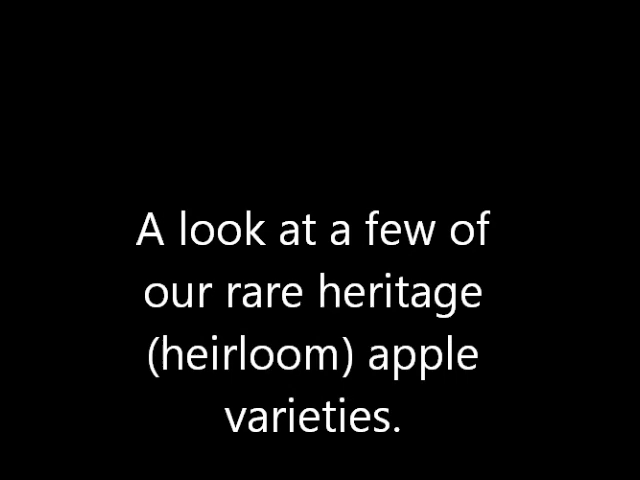 A look at a few of
our rare heritage
(heirloom) apple
varieties.